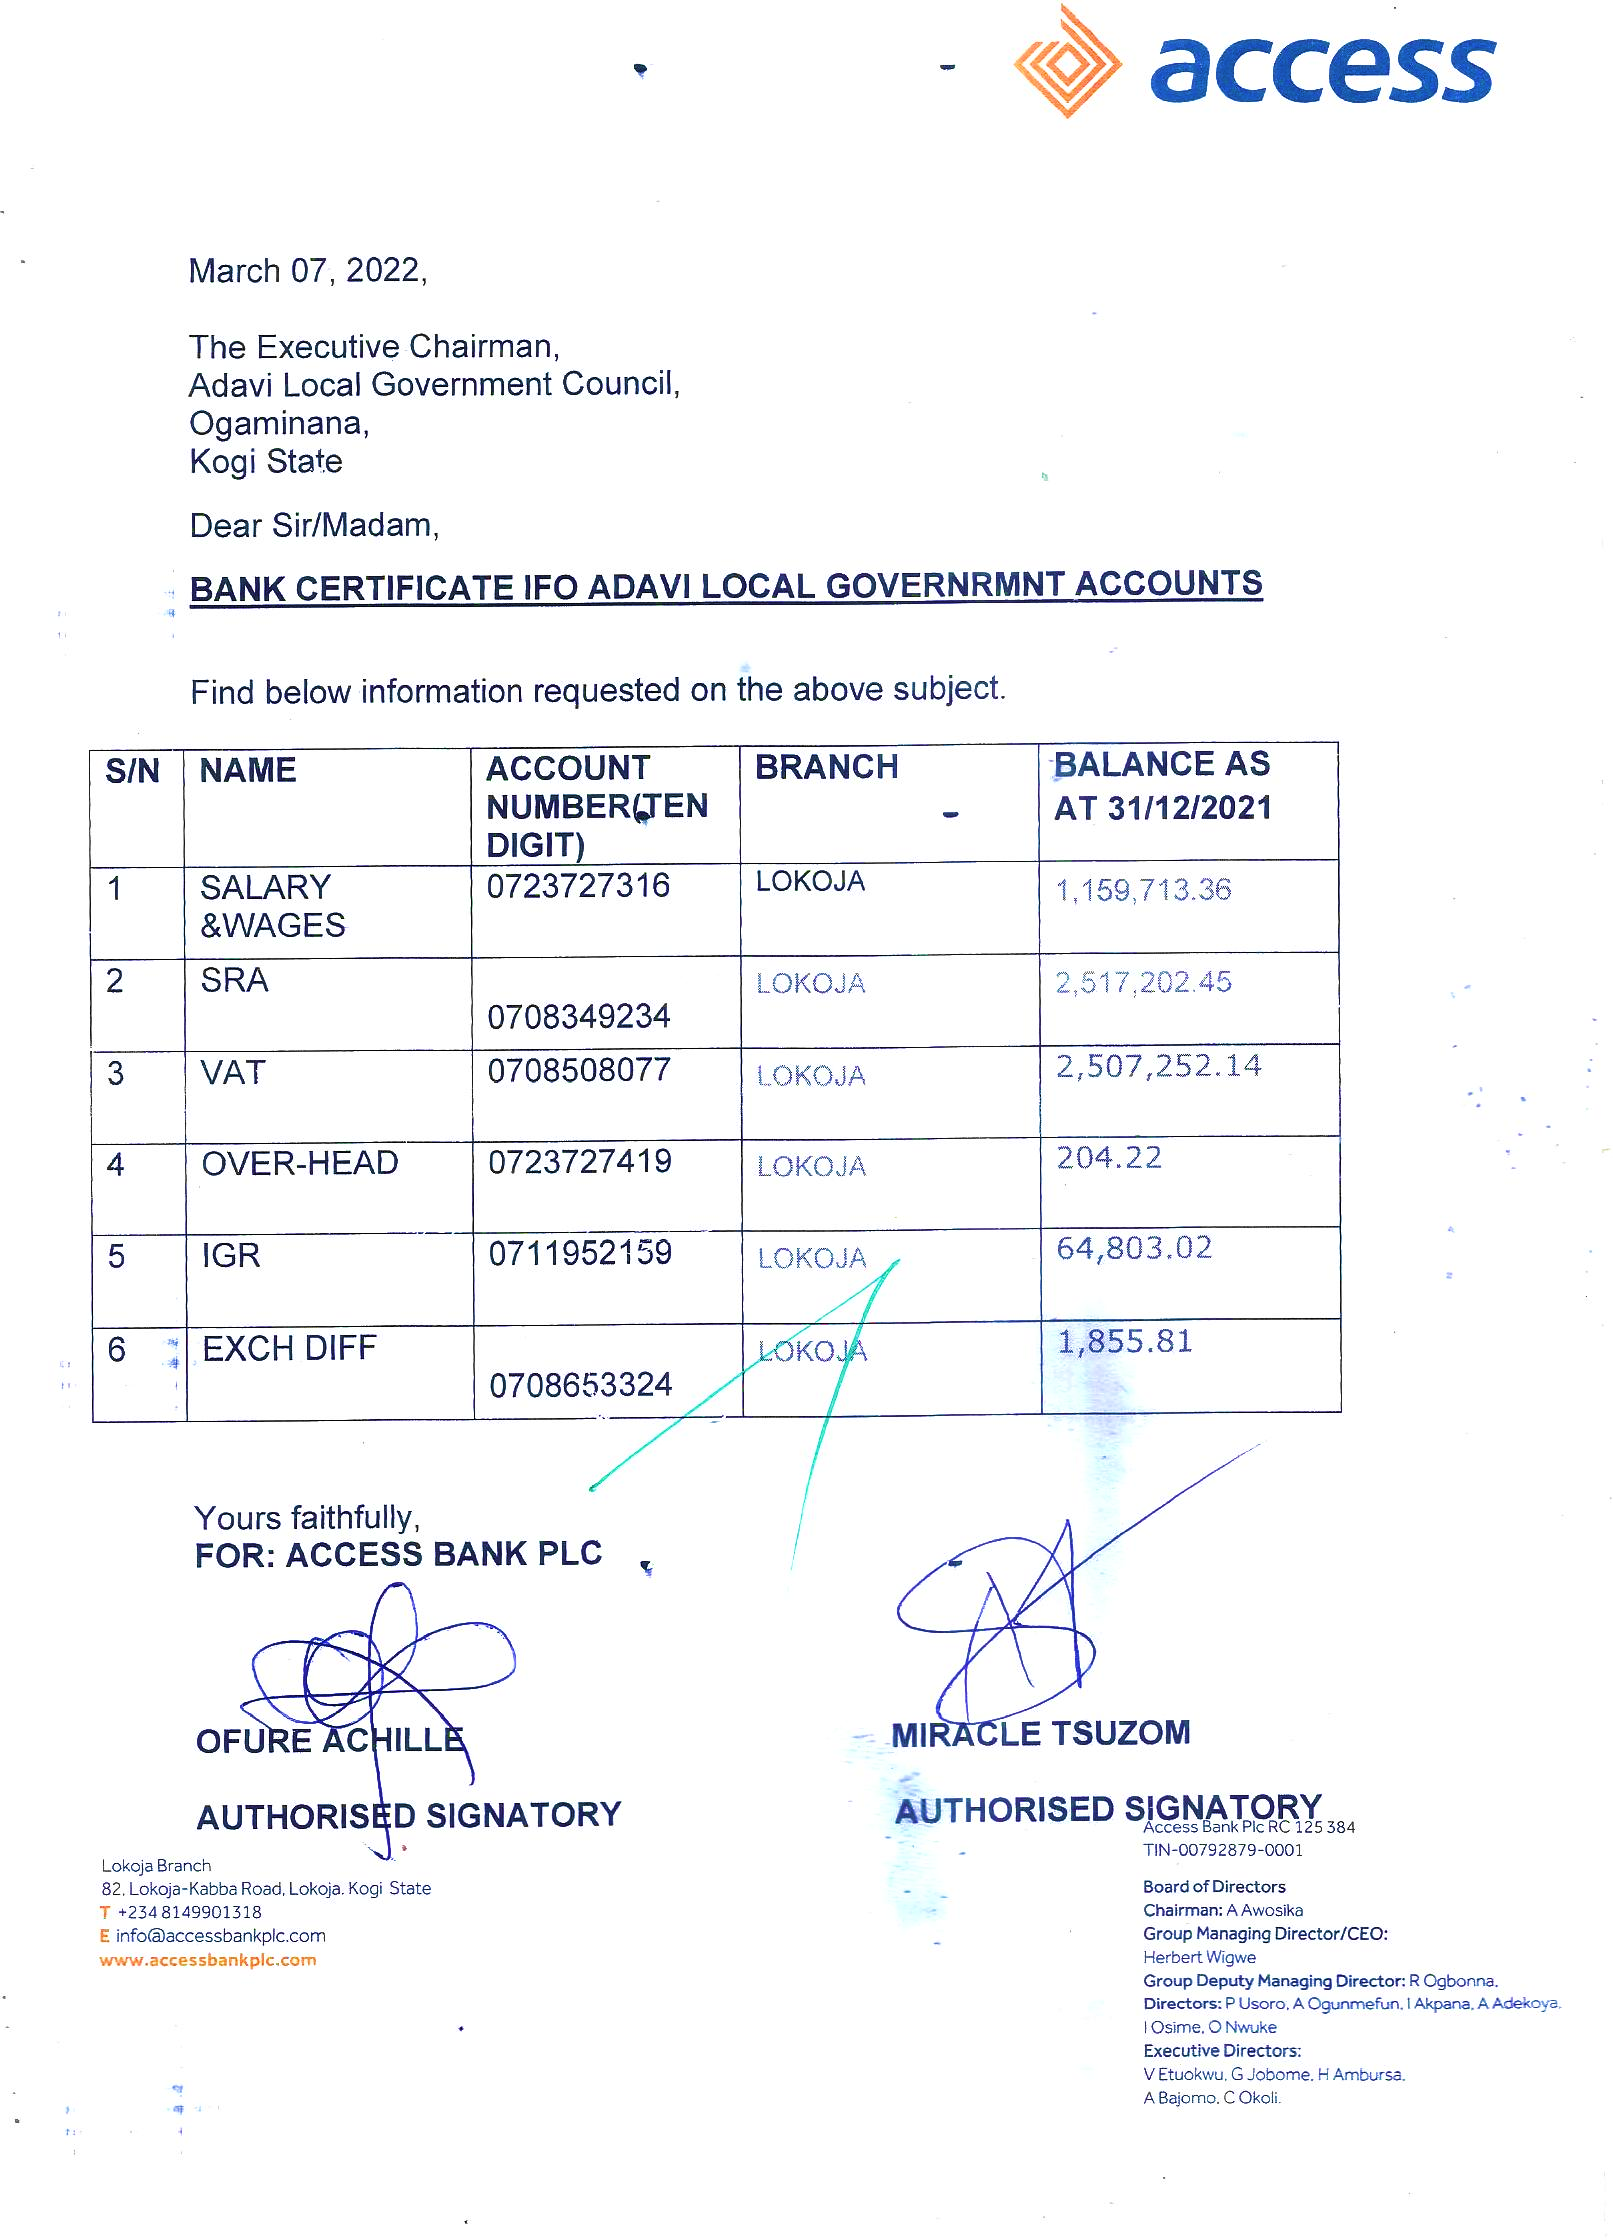 access
March 07, 2022,
The Executive Chairman,
Adavi Local Government Council,
Ogaminana,
Kogi State
Dear Sir/Madam,
BANK CERTIFICATE IFO ADAVI LOCAL GOVERNRMNT ACCOUNTS
Find below information requested on the above subject.
S/N NAME ACCOUNT NUMBER(TEN DIGIT) BRANCH BALANCE AS AT 31/12/2021
1 SALARY &WAGES 0723727316 LOKOJA 1,159,713.36
2 SRA 0708349234 LOKOJA 2,517,202.45
3 VAT 0708508077 LOKOJA 2,507,252.14
4 OVER-HEAD 0723727419 LOKOJA 204.22
5 IGR 0711952159 LOKOJA 64,803.02
6 EXCH DIFF 0708653324 LOKOJA 1,855.81
Yours faithfully,
FOR: ACCESS BANK PLC
OFURE ACHILLE
MIRACLE TSUZOM
AUTHORISED SIGNATORY
AUTHORISED SIGNATORY
Lokoja Branch
82, Lokoja-Kabba Road, Lokoja. Kogi State
T +234 8149901318
E info@accessbankplc.com
www.accessbankplc.com
Access Bank Plc RC 125 384
TIN-00792879-0001
Board of Directors
Chairman: A Awosika
Group Managing Director/CEO:
Herbert Wigwe
Group Deputy Managing Director: R Ogbonna,
Directors: P Usoro, A Ogunmefun, I Akpana, A Adekoya,
I Osime, O Nwuke
Executive Directors:
V Etuokwu, G Jobome, H Ambursa,
A Bajomo, C Okoli.